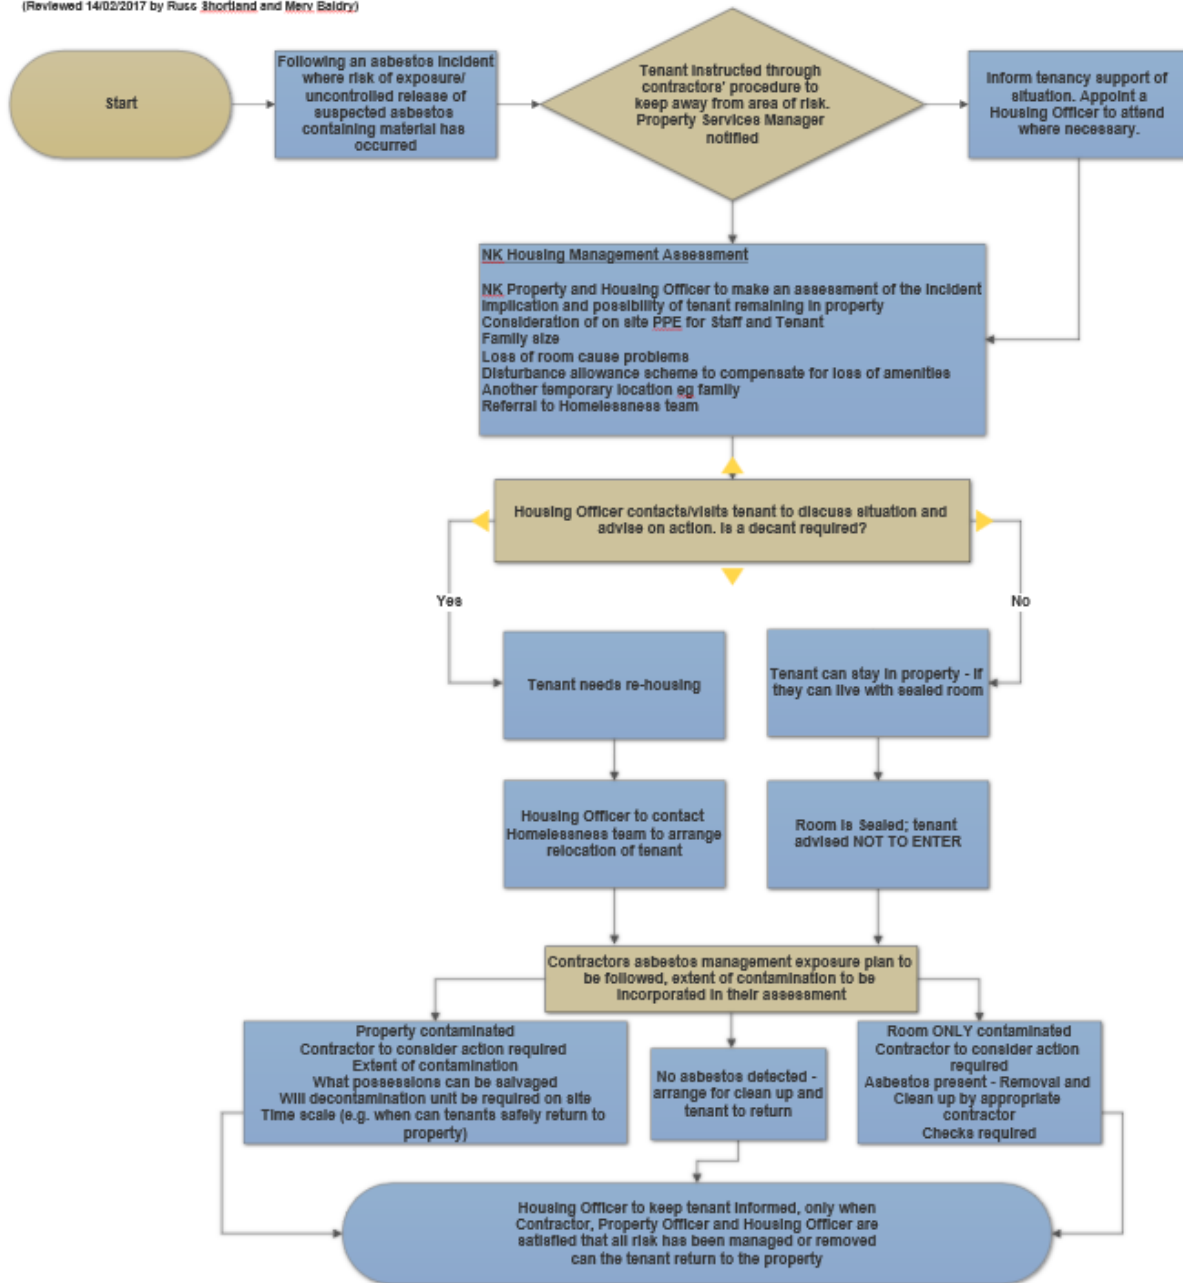 (Reviewed 14/02/2017 by Russ Shortland and Merv Baldry)
Start
Following an asbestos incident
where risk of exposure/
uncontrolled release of
suspected asbestos
containing material has
occurred
Tenant instructed through
contractors' procedure to
keep away from area of risk.
Property Services Manager
notified
Inform tenancy support of
situation. Appoint a
Housing Officer to attend
where necessary.
NK Housing Management Assessment
NK Property and Housing Officer to make an assessment of the incident
Implication and possibility of tenant remaining in property
Consideration of on site PPE for Staff and Tenant
Family size
Loss of room cause problems
Disturbance allowance scheme to compensate for loss of amenities
Another temporary location eg family
Referral to Homelessness team
Housing Officer contacts/visits tenant to discuss situation and
advise on action. Is a decant required?
Yes
No
Tenant needs re-housing
Tenant can stay in property - if
they can live with sealed room
Housing Officer to contact
Homelessness team to arrange
relocation of tenant
Room is Sealed; tenant
advised NOT TO ENTER
Contractors asbestos management exposure plan to
be followed, extent of contamination to be
incorporated in their assessment
Property contaminated
Contractor to consider action required
Extent of contamination
What possessions can be salvaged
Will decontamination unit be required on site
Time scale (e.g. when can tenants safely return to
property)
No asbestos detected -
arrange for clean up and
tenant to return
Room ONLY contaminated
Contractor to consider action
required
Asbestos present - Removal and
Clean up by appropriate
contractor
Checks required
Housing Officer to keep tenant informed, only when
Contractor, Property Officer and Housing Officer are
satisfied that all risk has been managed or removed
can the tenant return to the property